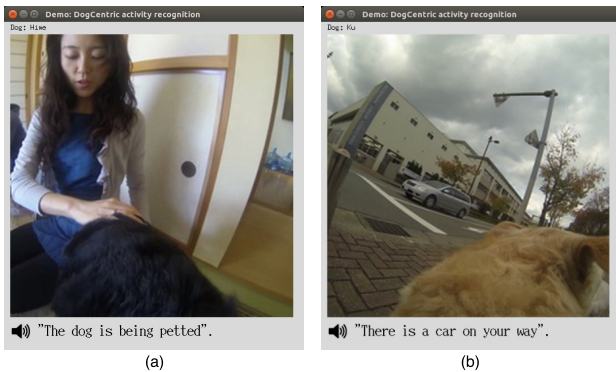 Demo: DogCentric activity recognition
Dog: Hime
"The dog is being petted".
(a)
Demo: DogCentric activity recognition
Dog: Ku
"There is a car on your way".
(b)